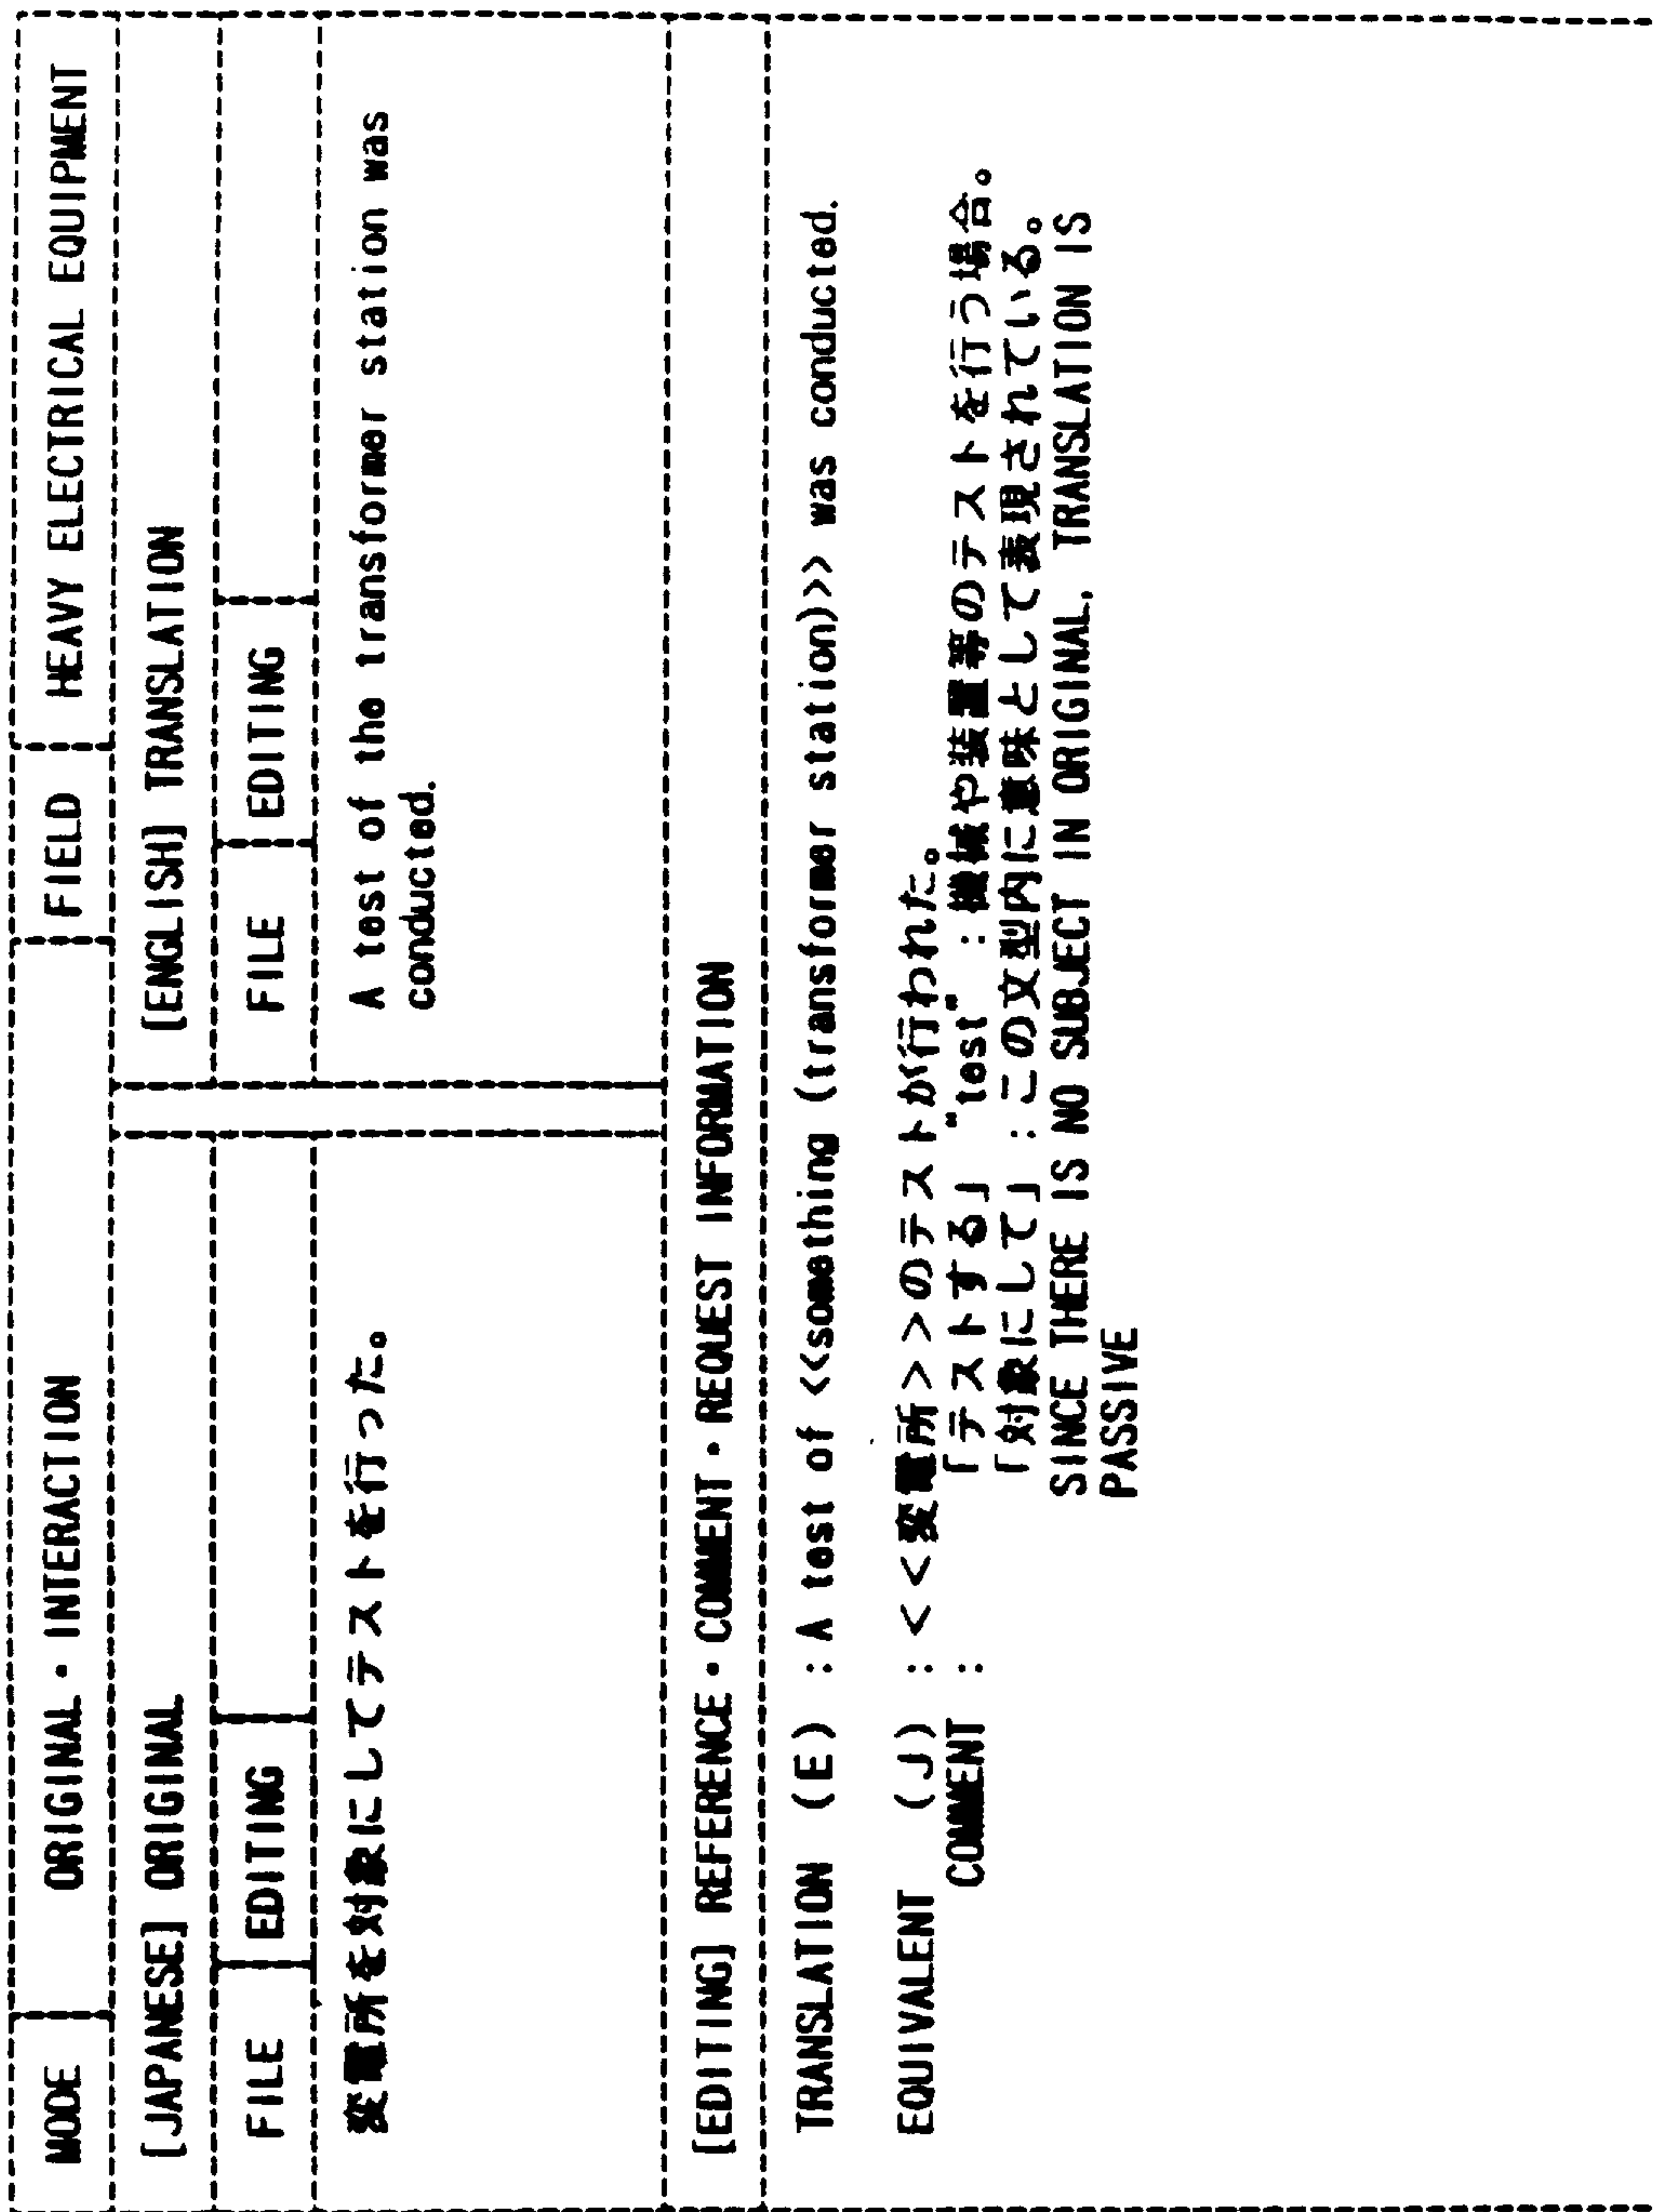 MODE ORIGINAL・INTERACTION FIELD HEAVY ELECTRICAL EQUIPMENT
[JAPANESE] ORIGINAL
FILE EDITING
変電所を対象にしてテストを行った。
[ENGLISH] TRANSLATION
FILE EDITING
A test of the transformer station was
conducted.
[EDITING] REFERENCE・COMMENT・REQUEST INFORMATION
TRANSLATION (E) : A test of <<something (transformer station)>> was conducted.
EQUIVALENT (J) : <<変電所>>のテストが行われた。
COMMENT : 「テストする」 "test" : 機械や装置等のテストを行う場合。
「対象にして」:この文型内に意味として表現されている。
SINCE THERE IS NO SUBJECT IN ORIGINAL, TRANSLATION IS
PASSIVE